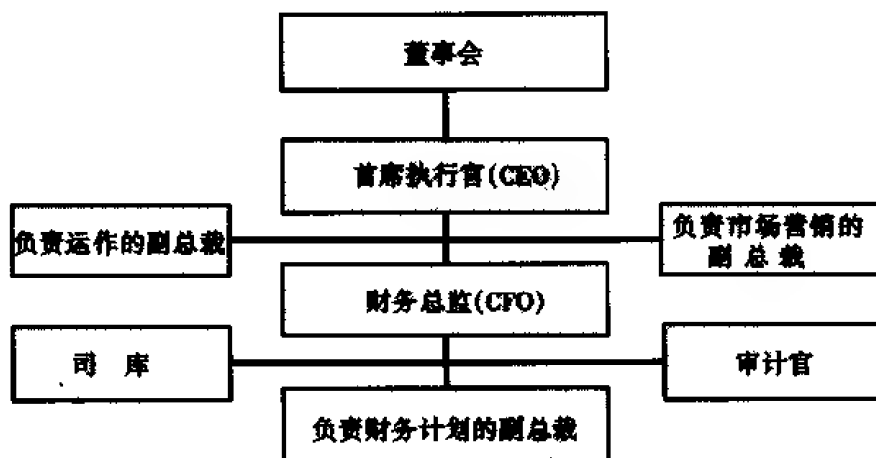 董事会
首席执行官(CEO)
负责运作的副总裁
负责市场营销的
副总裁
财务总监(CFO)
司 库
审计官
负责财务计划的副总裁